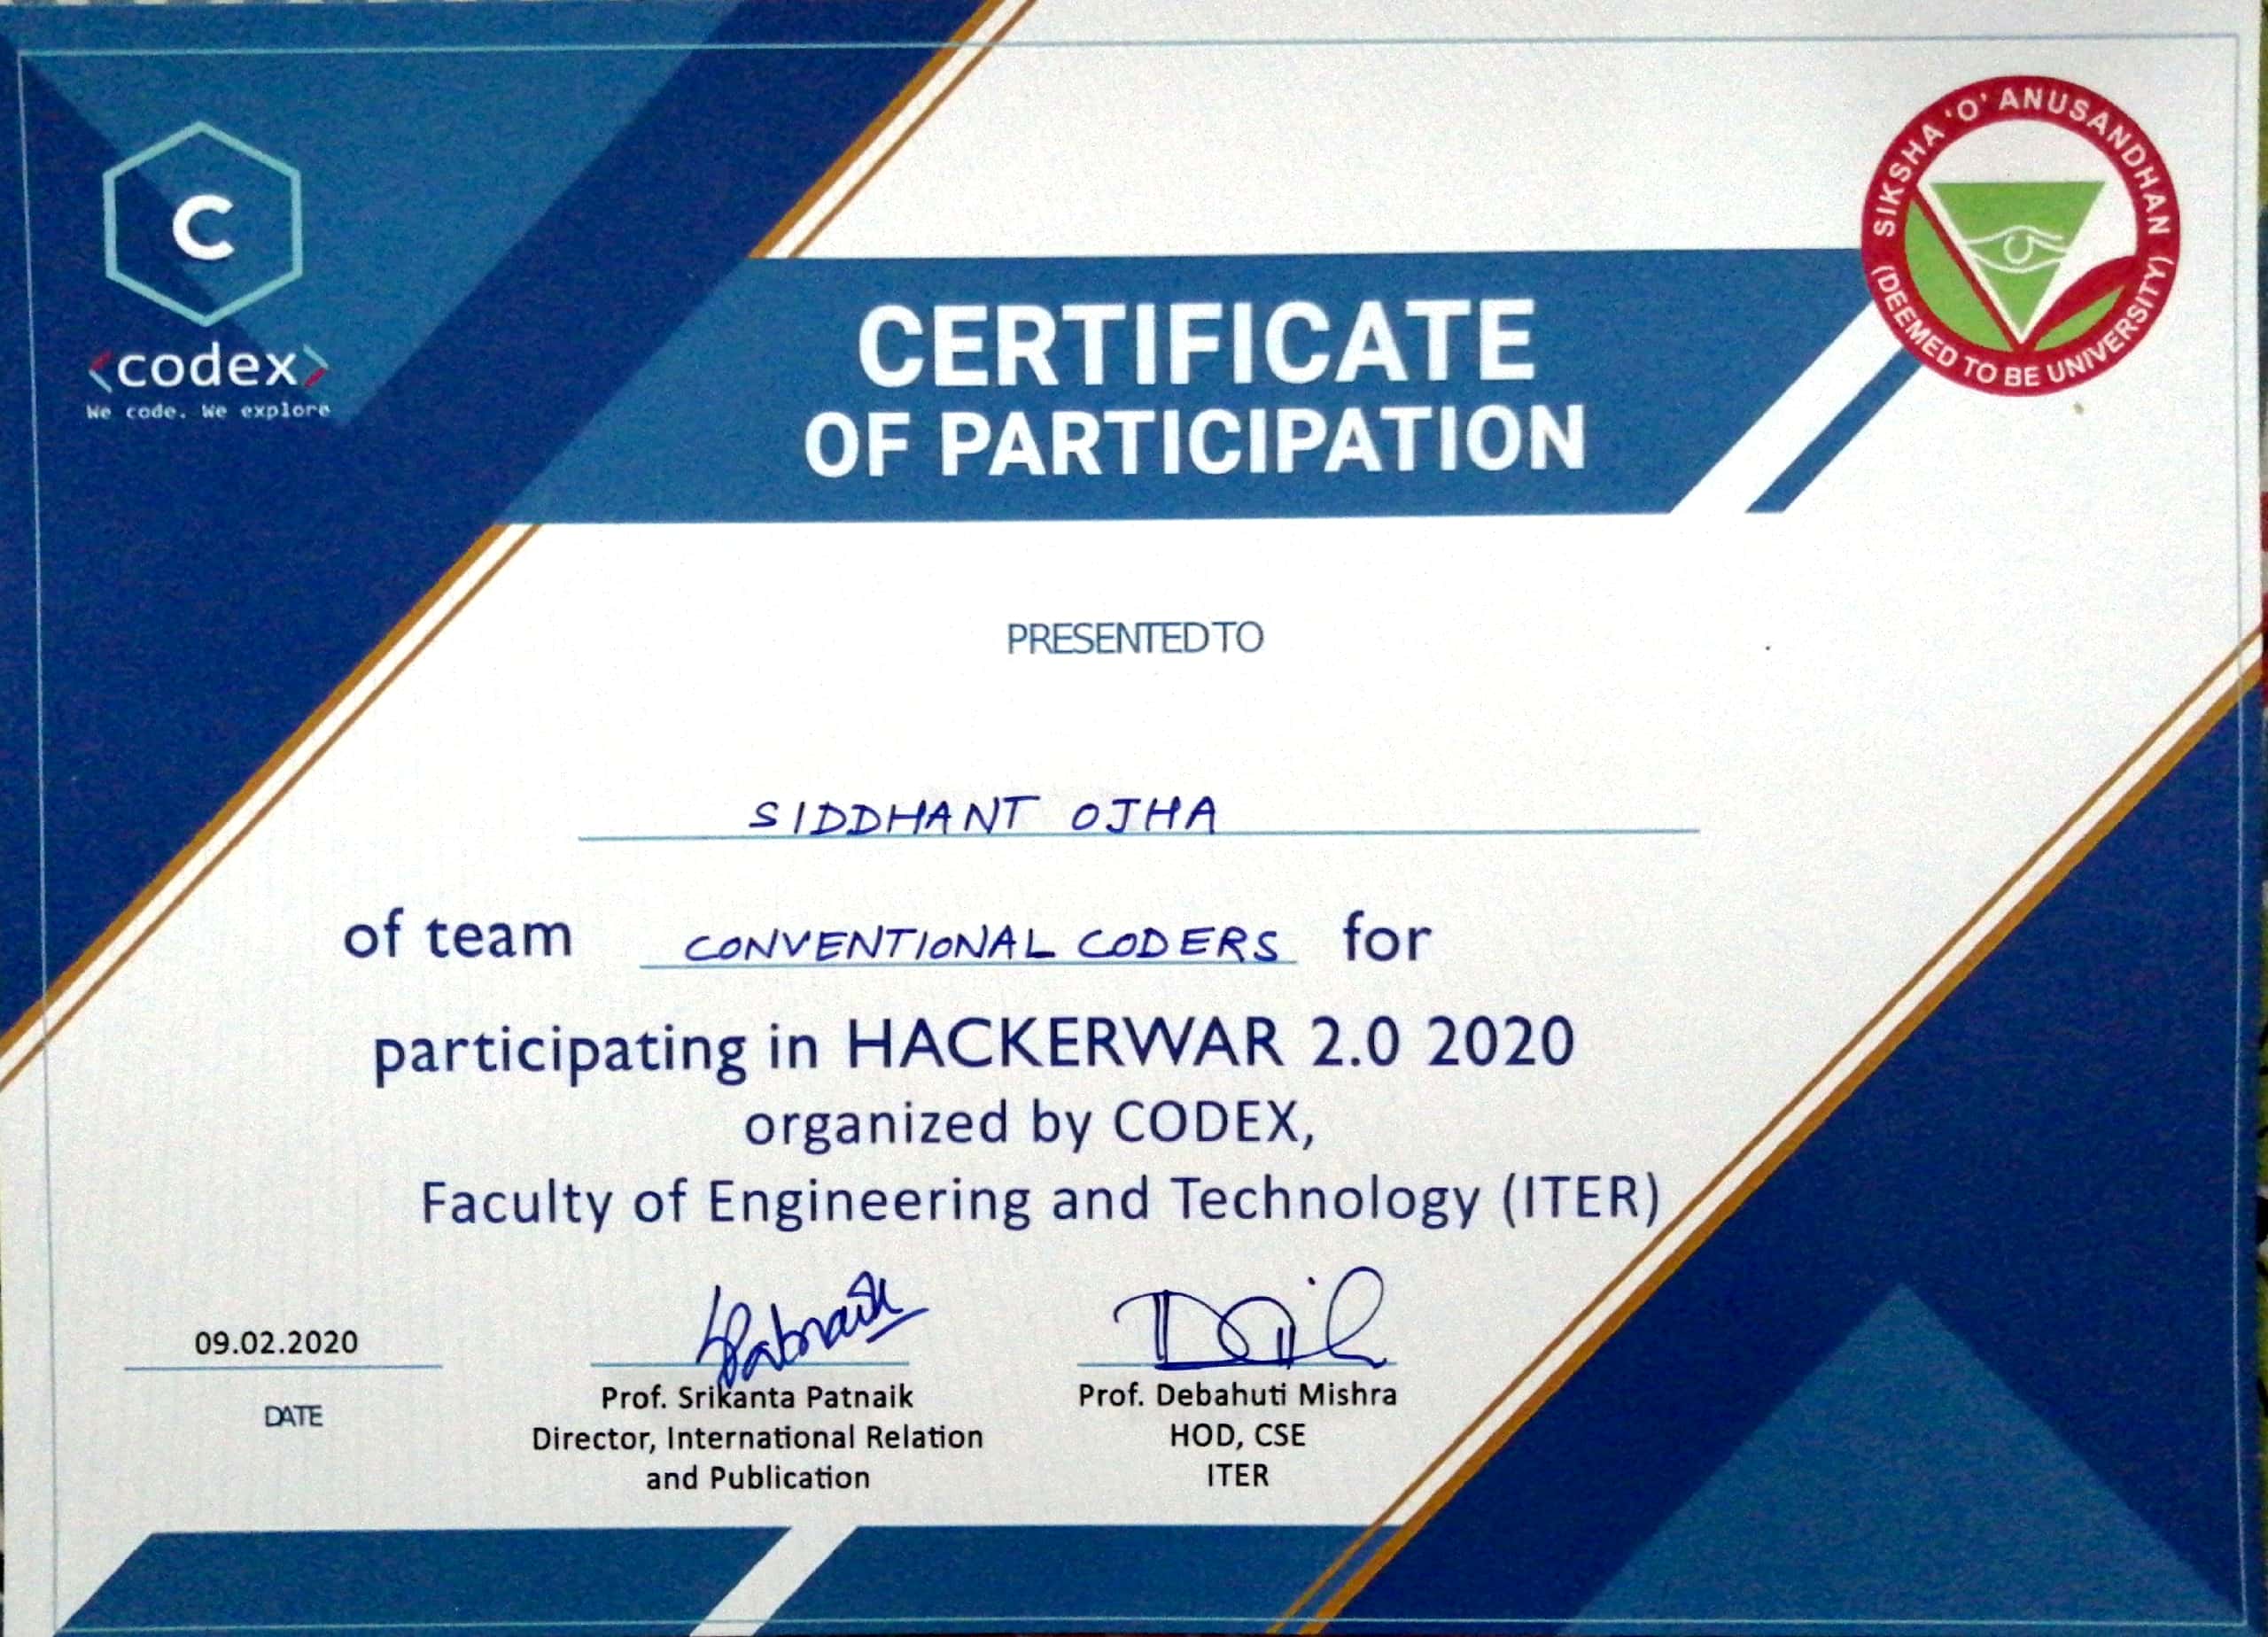 C
<codex>
We code. We explore
SIKSHA 'O' ANUSANDHAN
(DEEMED TO BE UNIVERSITY)
CERTIFICATE
OF PARTICIPATION
PRESENTED TO
SIDDHANT OJHA
of team CONVENTIONAL CODERS for
participating in HACKERWAR 2.0 2020
organized by CODEX,
Faculty of Engineering and Technology (ITER)
09.02.2020
DATE
Prof. Srikanta Patnaik
Director, International Relation
and Publication
Prof. Debahuti Mishra
HOD, CSE
ITER